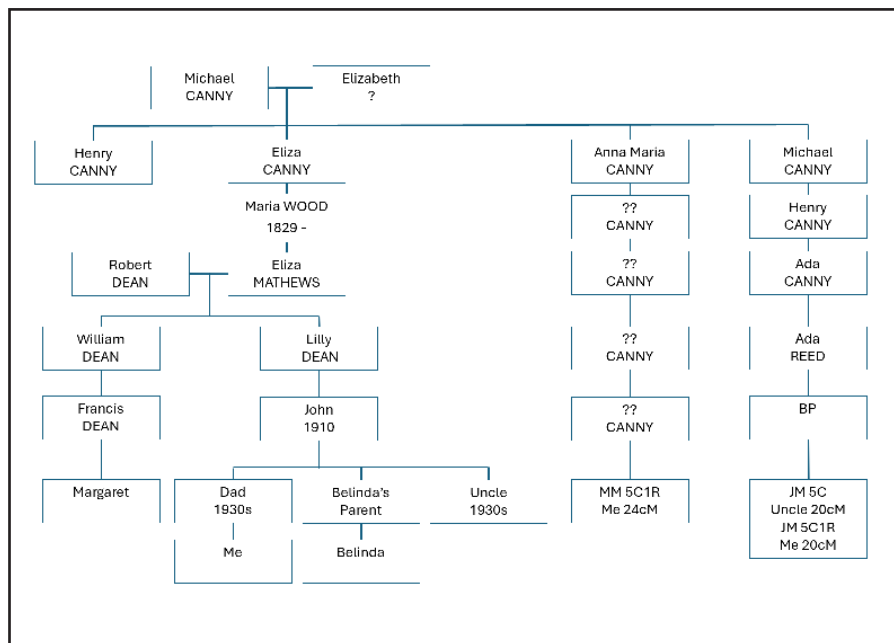 Michael
CANNY
Elizabeth
?
Henry
CANNY
Eliza
CANNY
Anna Maria
CANNY
Michael
CANNY
Maria WOOD
1829 -
??
CANNY
Henry
CANNY
Robert
DEAN
Eliza
MATHEWS
??
CANNY
Ada
CANNY
William
DEAN
Lilly
DEAN
??
CANNY
Ada
REED
Francis
DEAN
John
1910
??
CANNY
BP
Margaret
Dad
1930s
Belinda's
Parent
Uncle
1930s
MM 5C1R
Me 24cM
JM 5C
Uncle 20cM
JM 5C1R
Me 20cM
Me
Belinda